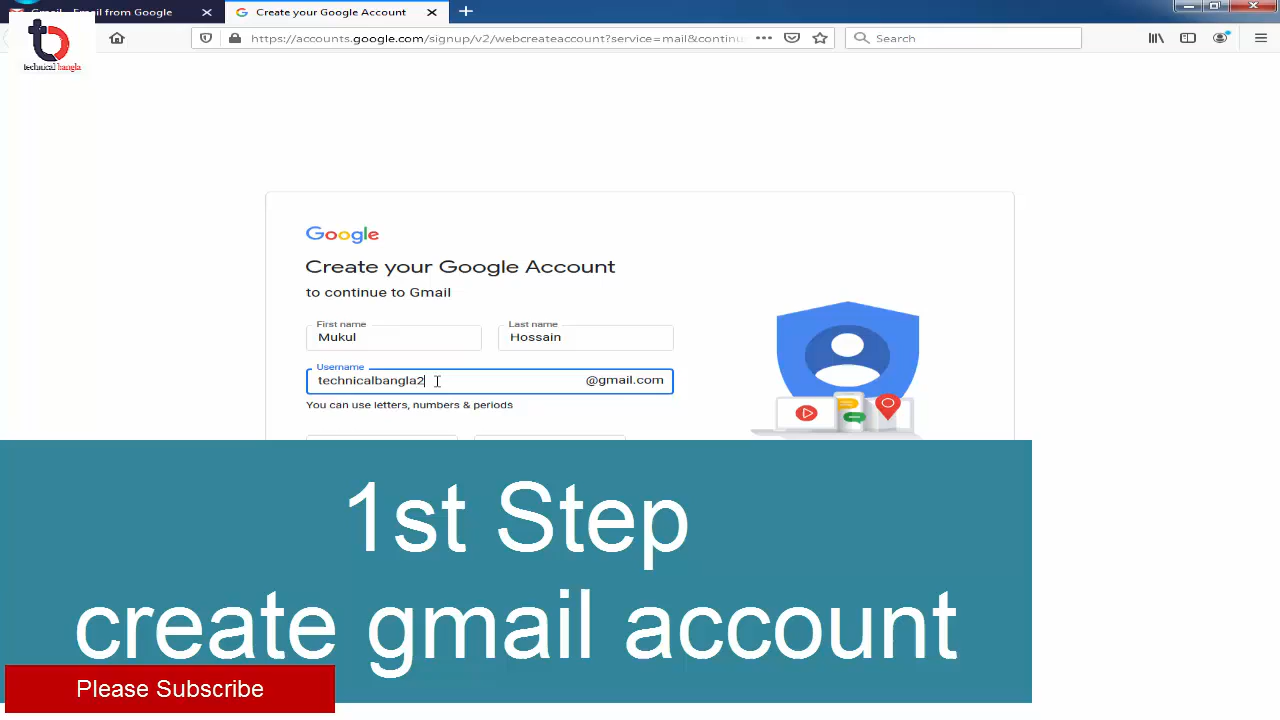 Gmail - Email from Google
Create your Google Account
https://accounts.google.com/signup/v2/webcreateaccount?service=mail&continu
Search
technical bangla
Google
Create your Google Account
to continue to Gmail
First name
Last name
Mukul
Hossain
Username
technicalbangla2
@gmail.com
You can use letters, numbers & periods
1st Step
create gmail account
Please Subscribe